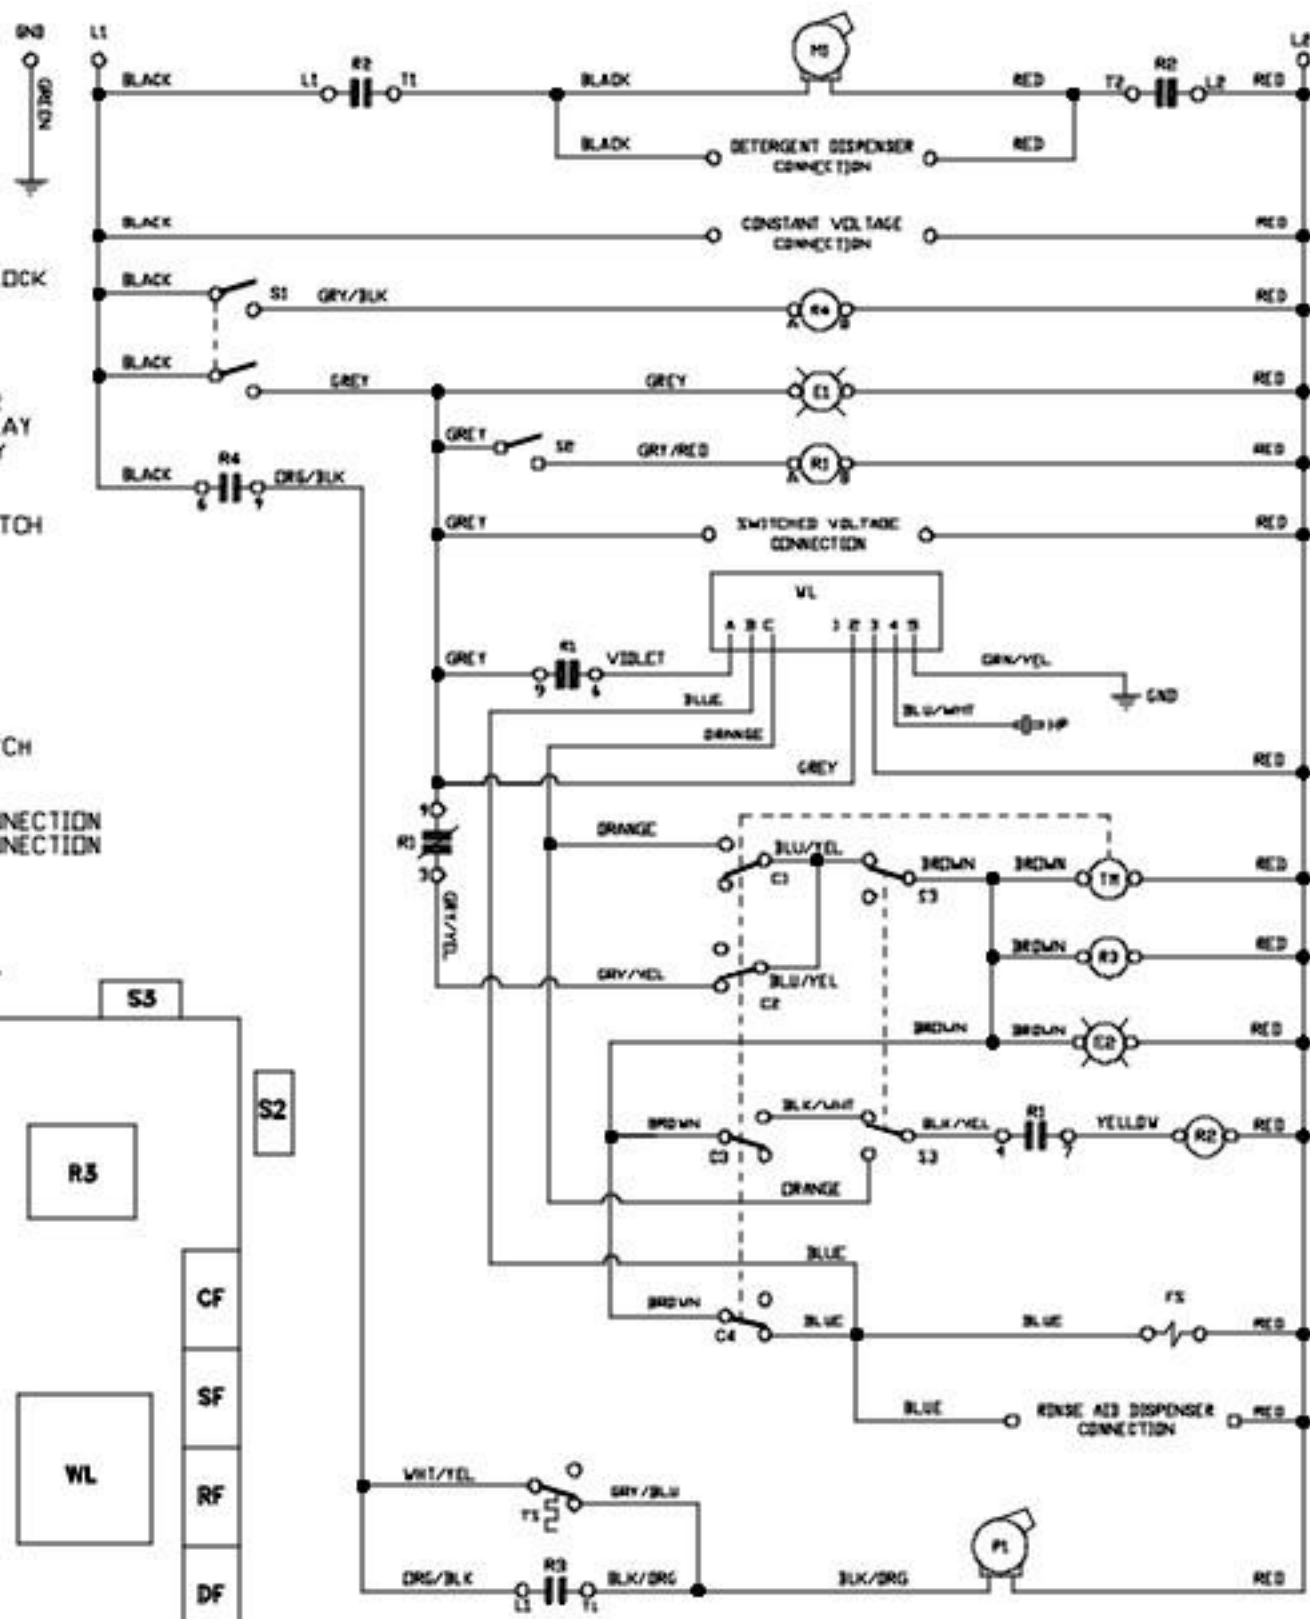 GND L1 L2
GREEN
BLACK L1 R2 T1 BLACK M1 RED T2 R2 L2 RED
BLACK DETERGENT DISPENSER RED
CONNECTION
BLACK CONSTANT VOLTAGE RED
CONNECTION
OCK
BLACK S1 GRY/BLK A R4 B RED
BLACK GREY GREY E1 RED
AY
Y
GREY S2 GRY/RED A R1 B RED
BLACK R4 ORG/BLK
6 9
TCH
GREY SWITCHED VOLTAGE RED
CONNECTION
WL
A B C 1 2 3 4 5
GREY R1 VIOLET GRN/YEL
9 6
BLUE GND
BLU/WHT HP
ORANGE
CH
GREY RED
9
NNECTION
NNECTION
R1
3
GRY/YEL
ORANGE BLU/YEL
C1 S3 BROWN BROWN TM RED
BROWN R3 RED
GRY/YEL BLU/YEL
C2
S3
BROWN BROWN E2 RED
S2
BLK/WHT
BROWN C3 S3 BLK/YEL R1 YELLOW R2 RED
4 7
R3
ORANGE
BLUE
CF
BROWN FS
C4 BLUE BLUE RED
SF
BLUE RINSE AID DISPENSER RED
CONNECTION
WL
WHT/YEL GRY/BLU
TS
RF
P1
ORG/BLK R3 BLK/ORG BLK/ORG RED
L1 T1
DF